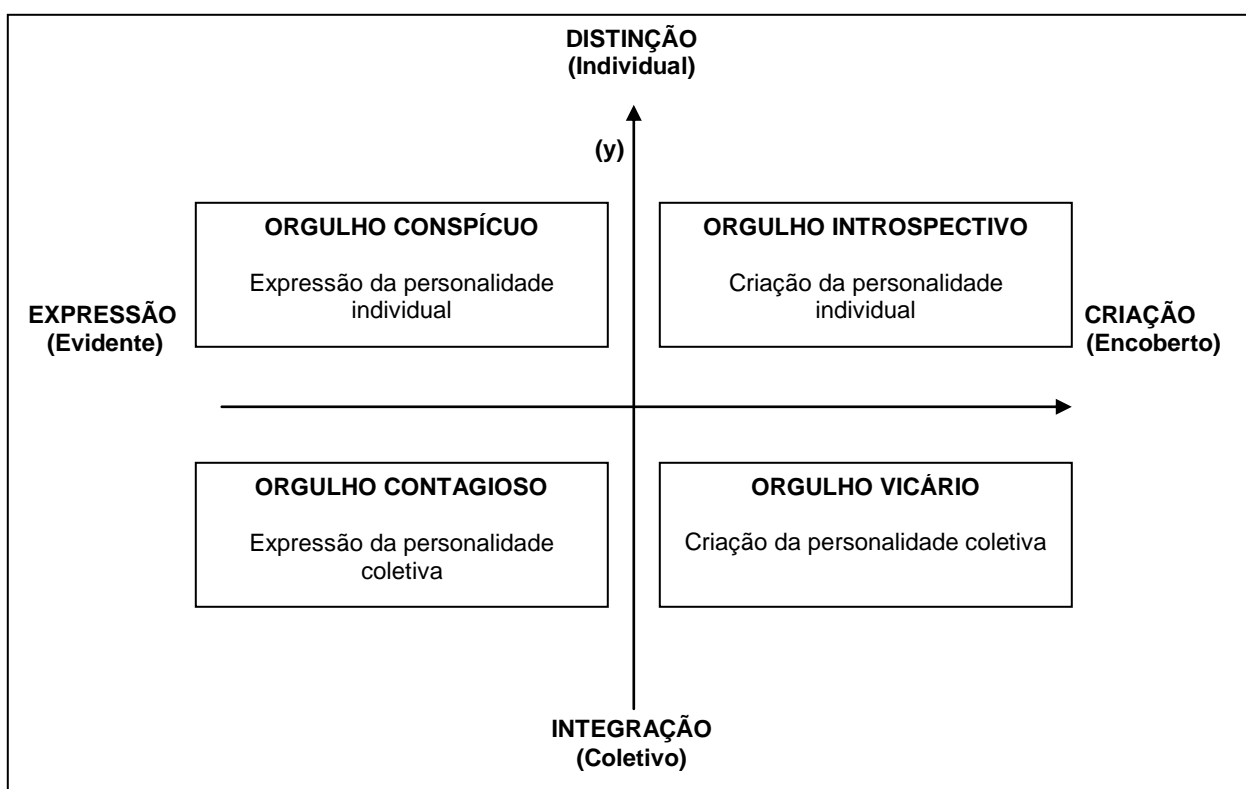 DISTINÇÃO
(Individual)
(y)
ORGULHO CONSPÍCUO
Expressão da personalidade
individual
ORGULHO INTROSPECTIVO
Criação da personalidade
individual
EXPRESSÃO
(Evidente)
CRIAÇÃO
(Encoberto)
ORGULHO CONTAGIOSO
Expressão da personalidade
coletiva
ORGULHO VICÁRIO
Criação da personalidade coletiva
INTEGRAÇÃO
(Coletivo)